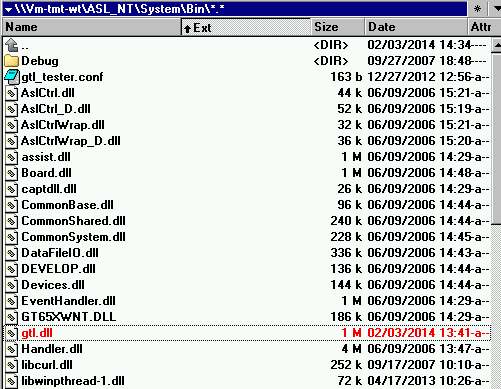 \\Vm-tmt-wt\ASL_NT\System\Bin\*.* *
Name Ext Size Date Attr
.. <DIR> 02/03/2014 14:34----
Debug <DIR> 09/27/2007 18:48----
gtl_tester.conf 163 b 12/27/2012 12:56-a--
AslCtrl.dll 44 k 06/09/2006 15:21-a--
AslCtrl_D.dll 52 k 06/09/2006 15:19-a--
AslCtrlWrap.dll 32 k 06/09/2006 15:21-a--
AslCtrlWrap_D.dll 36 k 06/09/2006 15:20-a--
assist.dll 1 M 06/09/2006 14:29-a--
Board.dll 1 M 06/09/2006 14:48-a--
captdll.dll 26 k 06/09/2006 14:29-a--
CommonBase.dll 96 k 06/09/2006 14:44-a--
CommonShared.dll 240 k 06/09/2006 14:44-a--
CommonSystem.dll 228 k 06/09/2006 14:45-a--
DataFileIO.dll 336 k 06/09/2006 14:43-a--
DEVELOP.dll 136 k 06/09/2006 14:44-a--
Devices.dll 144 k 06/09/2006 14:44-a--
EventHandler.dll 1 M 06/09/2006 14:29-a--
GT65XWNT.DLL 186 k 06/09/2006 14:29-a--
gtl.dll 1 M 02/03/2014 13:41-a--
Handler.dll 4 M 06/09/2006 13:47-a--
libcurl.dll 252 k 09/17/2007 10:10-a--
libwinpthread-1.dll 72 k 04/17/2013 10:26-a--